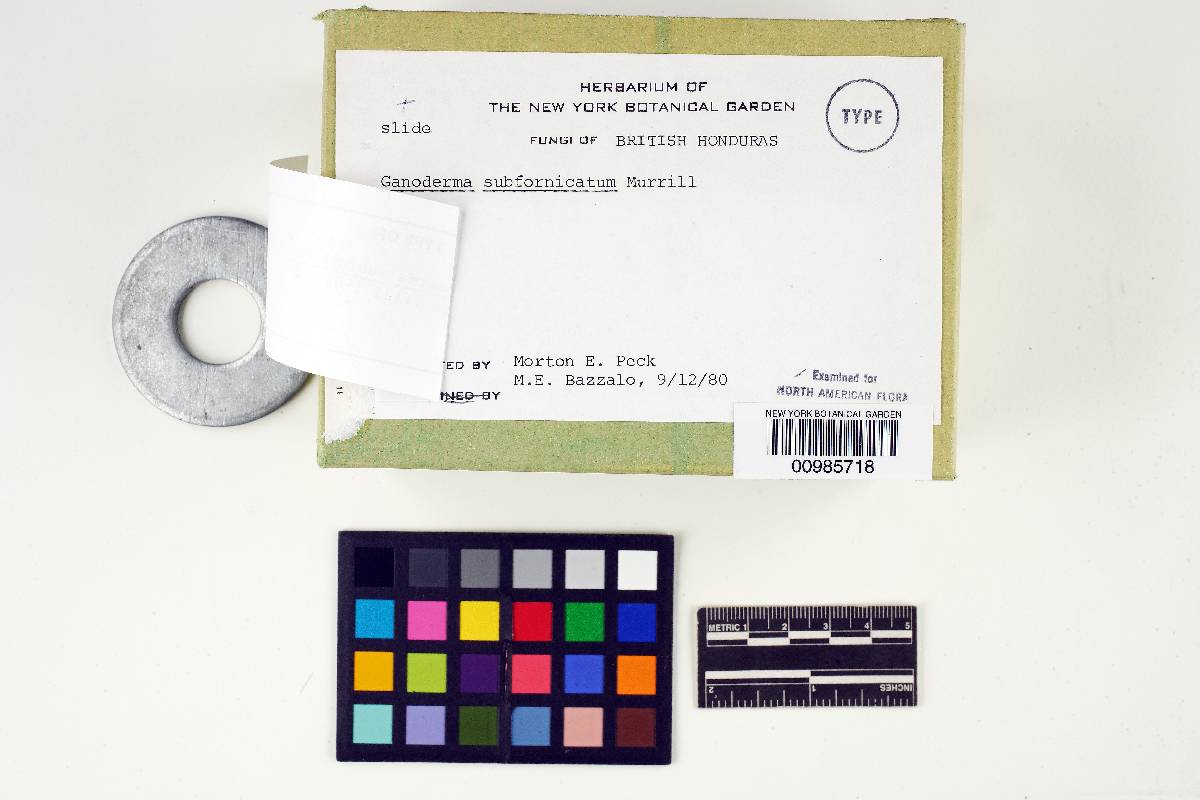 HERBARIUM OF
THE NEW YORK BOTANICAL GARDEN
TYPE
+
slide
FUNGI OF BRITISH HONDURAS
Ganoderma subfornicatum Murrill
TED BY Morton E. Peck
M.E. Bazzalo, 9/12/80
INED BY
Examined for
NORTH AMERICAN FLORA
NEW YORK BOTANICAL GARDEN
00985718
METRIC 1 2 3 4 5
2 1 INCHES